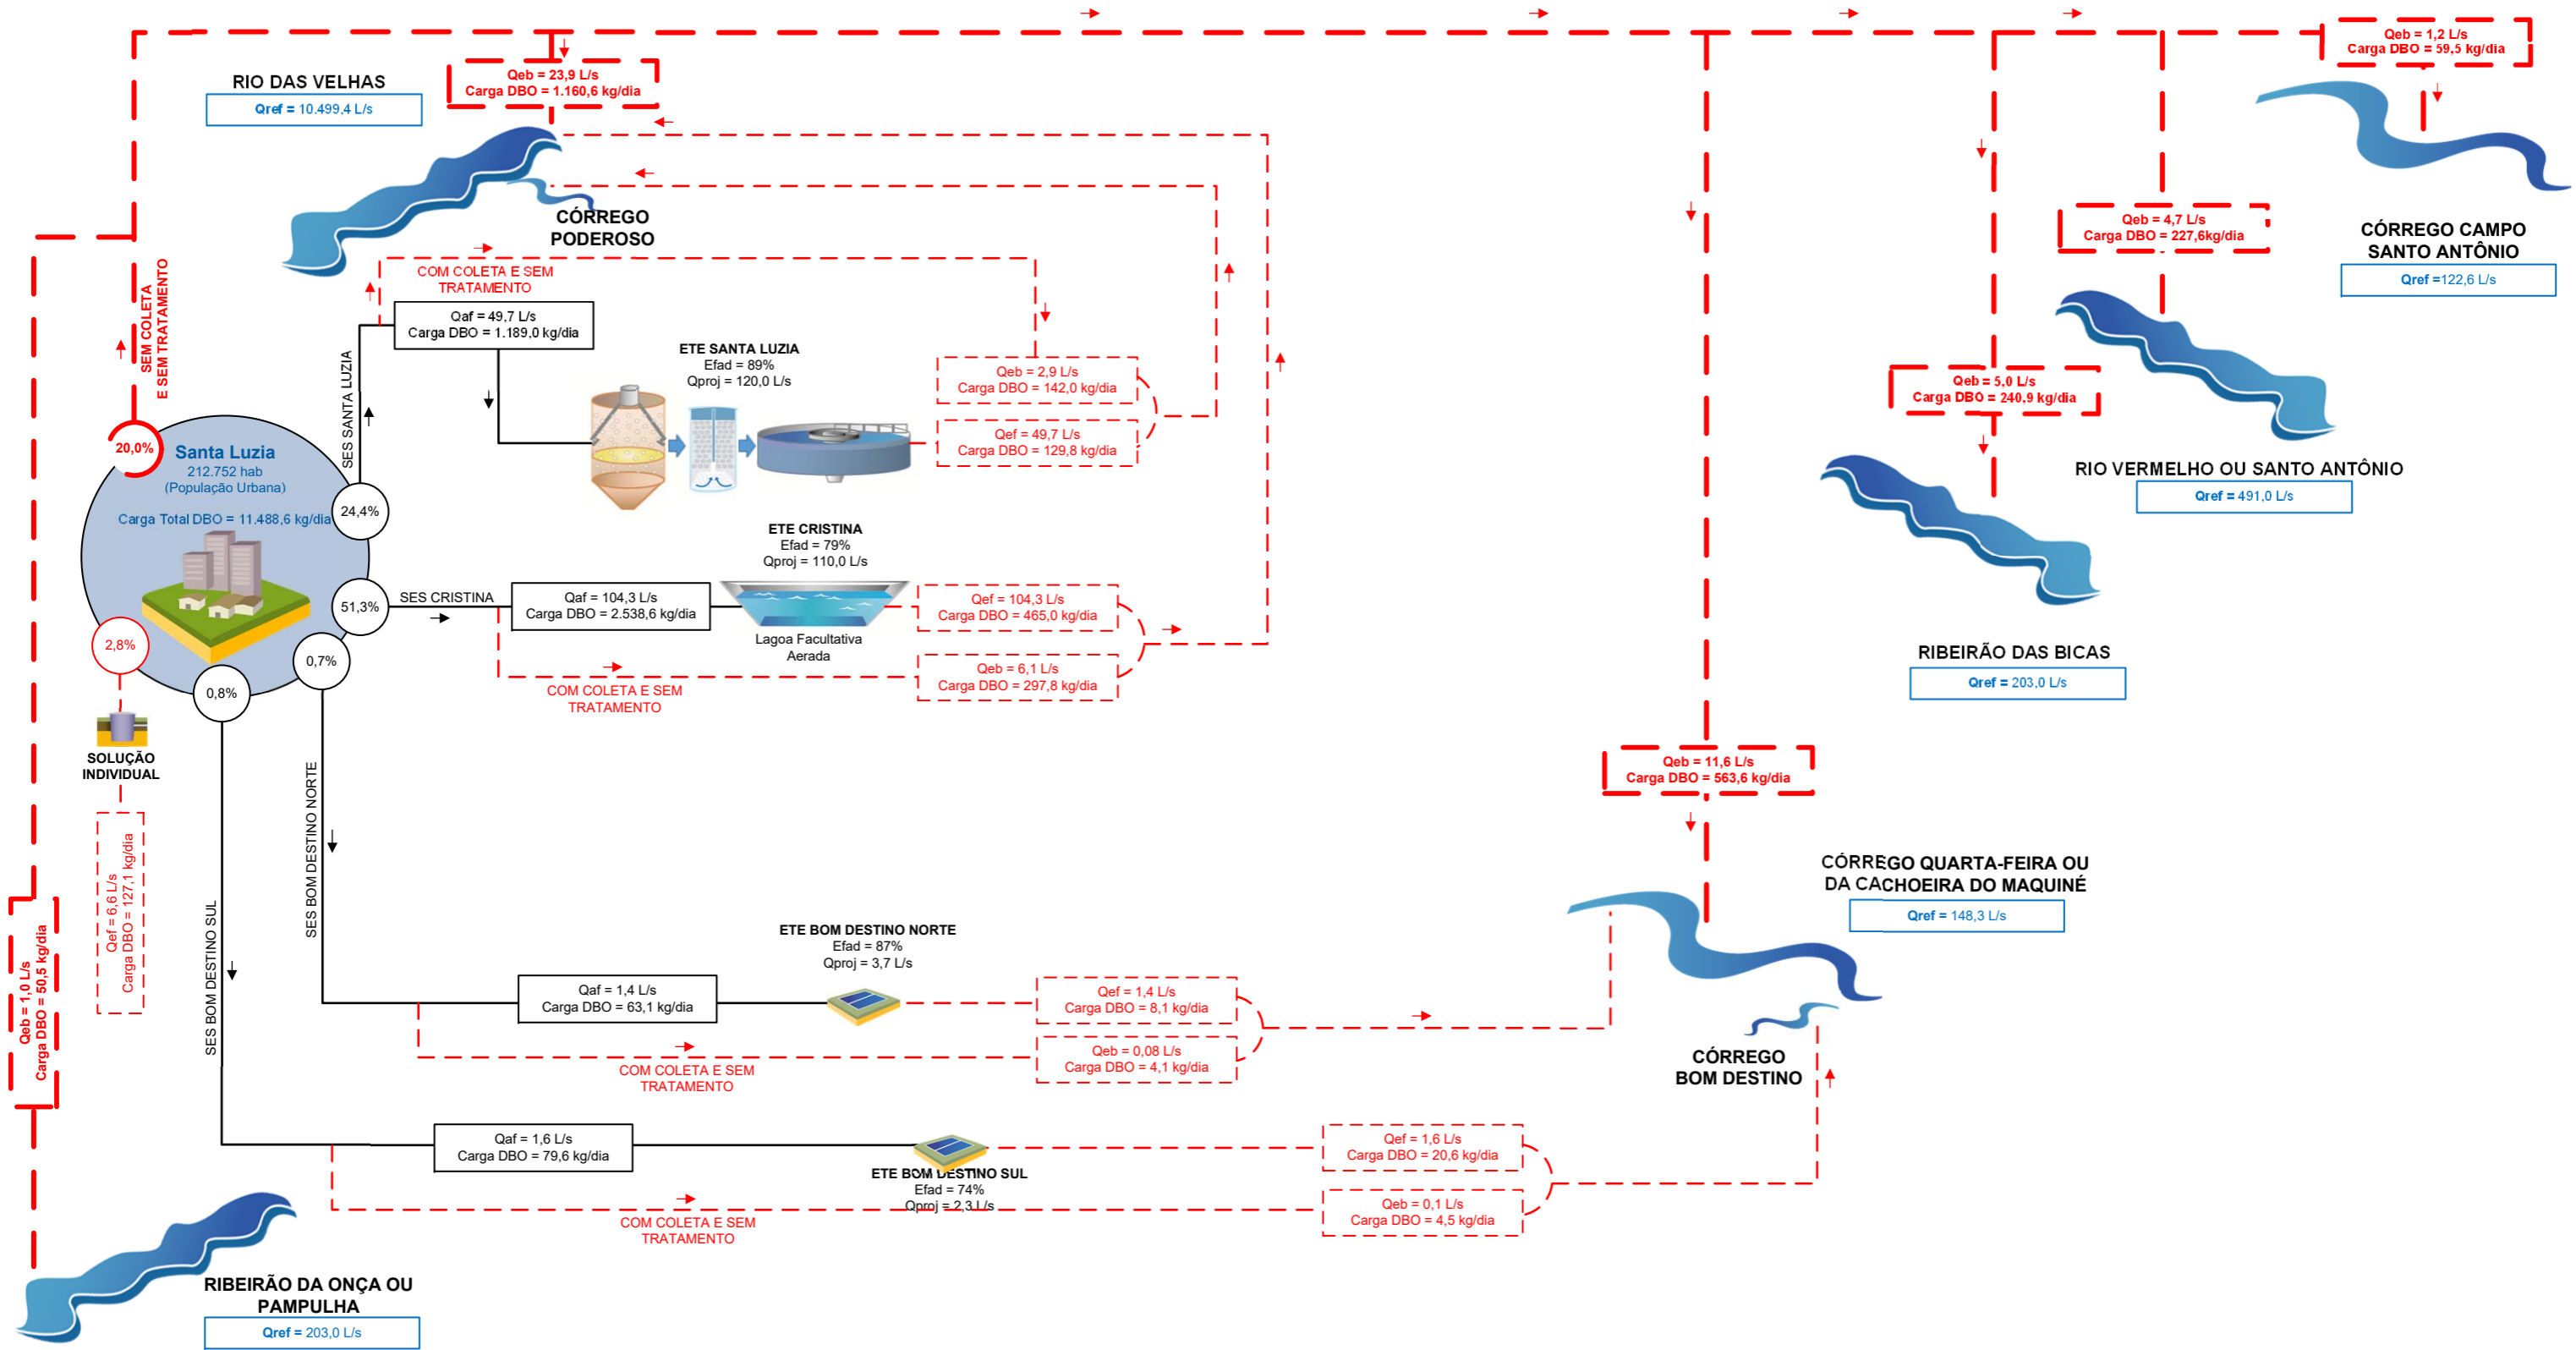 Qeb = 1,2 L/s
Carga DBO = 59,5 kg/dia
Qeb = 23,9 L/s
Carga DBO = 1.160,6 kg/dia
RIO DAS VELHAS
Qref = 10.499,4 L/s
CÓRREGO
PODEROSO
Qeb = 4,7 L/s
Carga DBO = 227,6kg/dia
CÓRREGO CAMPO
SANTO ANTÔNIO
Qref =122,6 L/s
SEM COLETA
E SEM TRATAMENTO
COM COLETA E SEM
TRATAMENTO
Qaf = 49,7 L/s
Carga DBO = 1.189,0 kg/dia
SES SANTA LUZIA
ETE SANTA LUZIA
Efad = 89%
Qproj = 120,0 L/s
Qeb = 2,9 L/s
Carga DBO = 142,0 kg/dia
Qef = 49,7 L/s
Carga DBO = 129,8 kg/dia
Qeb = 5,0 L/s
Carga DBO = 240,9 kg/dia
RIO VERMELHO OU SANTO ANTÔNIO
Qref = 491,0 L/s
20,0%
Santa Luzia
212.752 hab
(População Urbana)
Carga Total DBO = 11.488,6 kg/dia
24,4%
51,3%
0,7%
0,8%
2,8%
SES CRISTINA
Qaf = 104,3 L/s
Carga DBO = 2.538,6 kg/dia
ETE CRISTINA
Efad = 79%
Qproj = 110,0 L/s
Lagoa Facultativa
Aerada
Qef = 104,3 L/s
Carga DBO = 465,0 kg/dia
Qeb = 6,1 L/s
Carga DBO = 297,8 kg/dia
COM COLETA E SEM
TRATAMENTO
RIBEIRÃO DAS BICAS
Qref = 203,0 L/s
SOLUÇÃO
INDIVIDUAL
Qef = 6,6 L/s
Carga DBO = 127,1 kg/dia
Qeb = 1,0 L/s
Carga DBO = 50,5 kg/dia
SES BOM DESTINO NORTE
SES BOM DESTINO SUL
Qeb = 11,6 L/s
Carga DBO = 563,6 kg/dia
CÓRREGO QUARTA-FEIRA OU
DA CACHOEIRA DO MAQUINÉ
Qref = 148,3 L/s
ETE BOM DESTINO NORTE
Efad = 87%
Qproj = 3,7 L/s
Qaf = 1,4 L/s
Carga DBO = 63,1 kg/dia
Qef = 1,4 L/s
Carga DBO = 8,1 kg/dia
Qeb = 0,08 L/s
Carga DBO = 4,1 kg/dia
COM COLETA E SEM
TRATAMENTO
CÓRREGO
BOM DESTINO
Qaf = 1,6 L/s
Carga DBO = 79,6 kg/dia
ETE BOM DESTINO SUL
Efad = 74%
Qproj = 2,3 L/s
Qef = 1,6 L/s
Carga DBO = 20,6 kg/dia
Qeb = 0,1 L/s
Carga DBO = 4,5 kg/dia
COM COLETA E SEM
TRATAMENTO
RIBEIRÃO DA ONÇA OU
PAMPULHA
Qref = 203,0 L/s